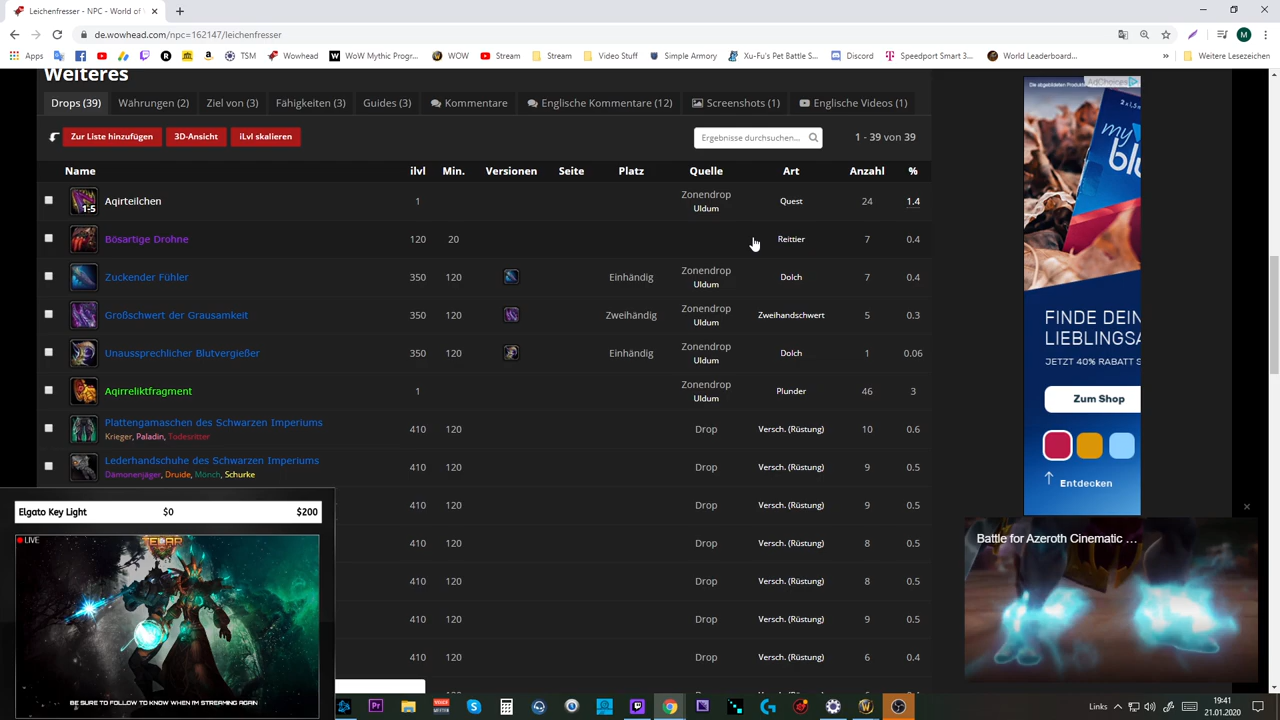 Leichenfresser - NPC - World of
de.wowhead.com/npc=162147/leichenfresser
M
Apps
TSM
Wowhead
WoW Mythic Progr...
WOW
Stream
Stream
Video Stuff
Simple Armory
Xu-Fu's Pet Battle S...
Discord
Speedport Smart 3...
World Leaderboard...
»
Weitere Lesezeichen
Weiteres
Drops (39)
Währungen (2)
Ziel von (3)
Fähigkeiten (3)
Guides (3)
Kommentare
Englische Kommentare (12)
Screenshots (1)
Englische Videos (1)
Zur Liste hinzufügen
3D-Ansicht
iLvl skalieren
Ergebnisse durchsuchen...
1 - 39 von 39
Name ilvl Min. Versionen Seite Platz Quelle Art Anzahl %
1-5 Aqirteilchen 1 Zonendrop Quest 24 1.4
Uldum
Bösartige Drohne 120 20 Reittier 7 0.4
Zuckender Fühler 350 120 Einhändig Zonendrop Dolch 7 0.4
Uldum
Großschwert der Grausamkeit 350 120 Zweihändig Zonendrop Zweihandschwert 5 0.3
Uldum
Unaussprechlicher Blutvergießer 350 120 Einhändig Zonendrop Dolch 1 0.06
Uldum
Aqirreliktfragment 1 Zonendrop Plunder 46 3
Uldum
Plattengamaschen des Schwarzen Imperiums 410 120 Drop Versch. (Rüstung) 10 0.6
Krieger, Paladin, Todesritter
Lederhandschuhe des Schwarzen Imperiums 410 120 Drop Versch. (Rüstung) 9 0.5
Dämonenjäger, Druide, Mönch, Schurke
410 120 Drop Versch. (Rüstung) 9 0.5
410 120 Drop Versch. (Rüstung) 8 0.4
410 120 Drop Versch. (Rüstung) 8 0.5
410 120 Drop Versch. (Rüstung) 9 0.5
410 120 Drop Versch. (Rüstung) 6 0.4
AdChoices
my
blu
FINDE DEIN
LIEBLINGSA
JETZT 40% RABATT S
Zum Shop
Entdecken
Battle for Azeroth Cinematic ...
Elgato Key Light $0 $200
LIVE
BE SURE TO FOLLOW TO KNOW WHEN I'M STREAMING AGAIN
Links
19:41
21.01.2020